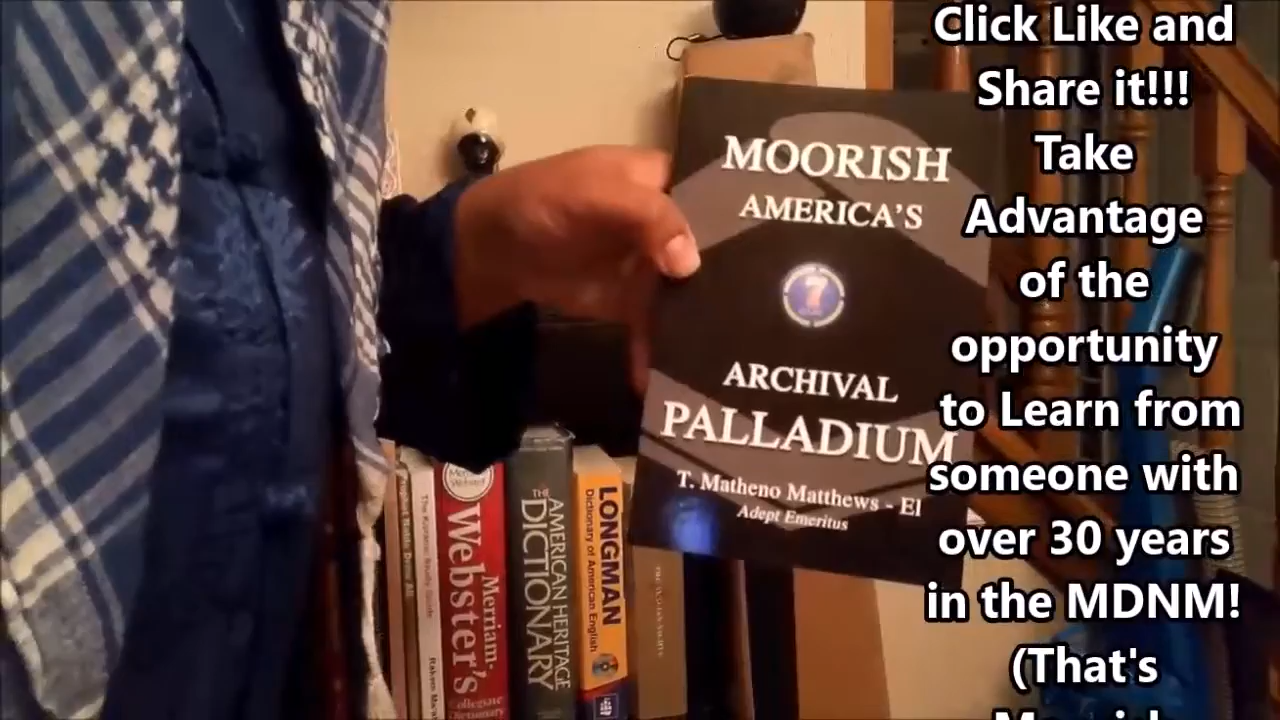 Click Like and
Share it!!!
Take
Advantage
of the
opportunity
to Learn from
someone with
over 30 years
in the MDNM!
(That's
MOORISH
AMERICA'S
7
ARCHIVAL
PALLADIUM
T. Matheno Matthews - El
Adept Emeritus
Merriam-
Webster's
Collegiate
Dictionary
THE
AMERICAN HERITAGE
DICTIONARY
LONGMAN
Dictionary of American English